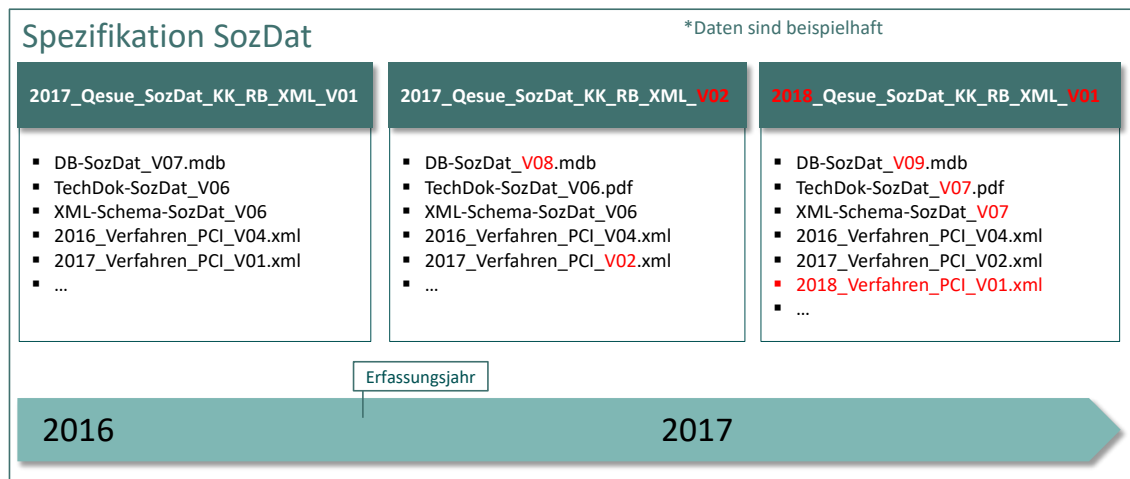 Spezifikation SozDat
*Daten sind beispielhaft
2017_Qesue_SozDat_KK_RB_XML_V01
▪ DB-SozDat_V07.mdb
▪ TechDok-SozDat_V06
▪ XML-Schema-SozDat_V06
▪ 2016_Verfahren_PCI_V04.xml
▪ 2017_Verfahren_PCI_V01.xml
▪ ...
2017_Qesue_SozDat_KK_RB_XML_V02
▪ DB-SozDat_V08.mdb
▪ TechDok-SozDat_V06.pdf
▪ XML-Schema-SozDat_V06
▪ 2016_Verfahren_PCI_V04.xml
▪ 2017_Verfahren_PCI_V02.xml
▪ ...
2018_Qesue_SozDat_KK_RB_XML_V01
▪ DB-SozDat_V09.mdb
▪ TechDok-SozDat_V07.pdf
▪ XML-Schema-SozDat_V07
▪ 2016_Verfahren_PCI_V04.xml
▪ 2017_Verfahren_PCI_V02.xml
▪ 2018_Verfahren_PCI_V01.xml
▪ ...
Erfassungsjahr
2016
2017